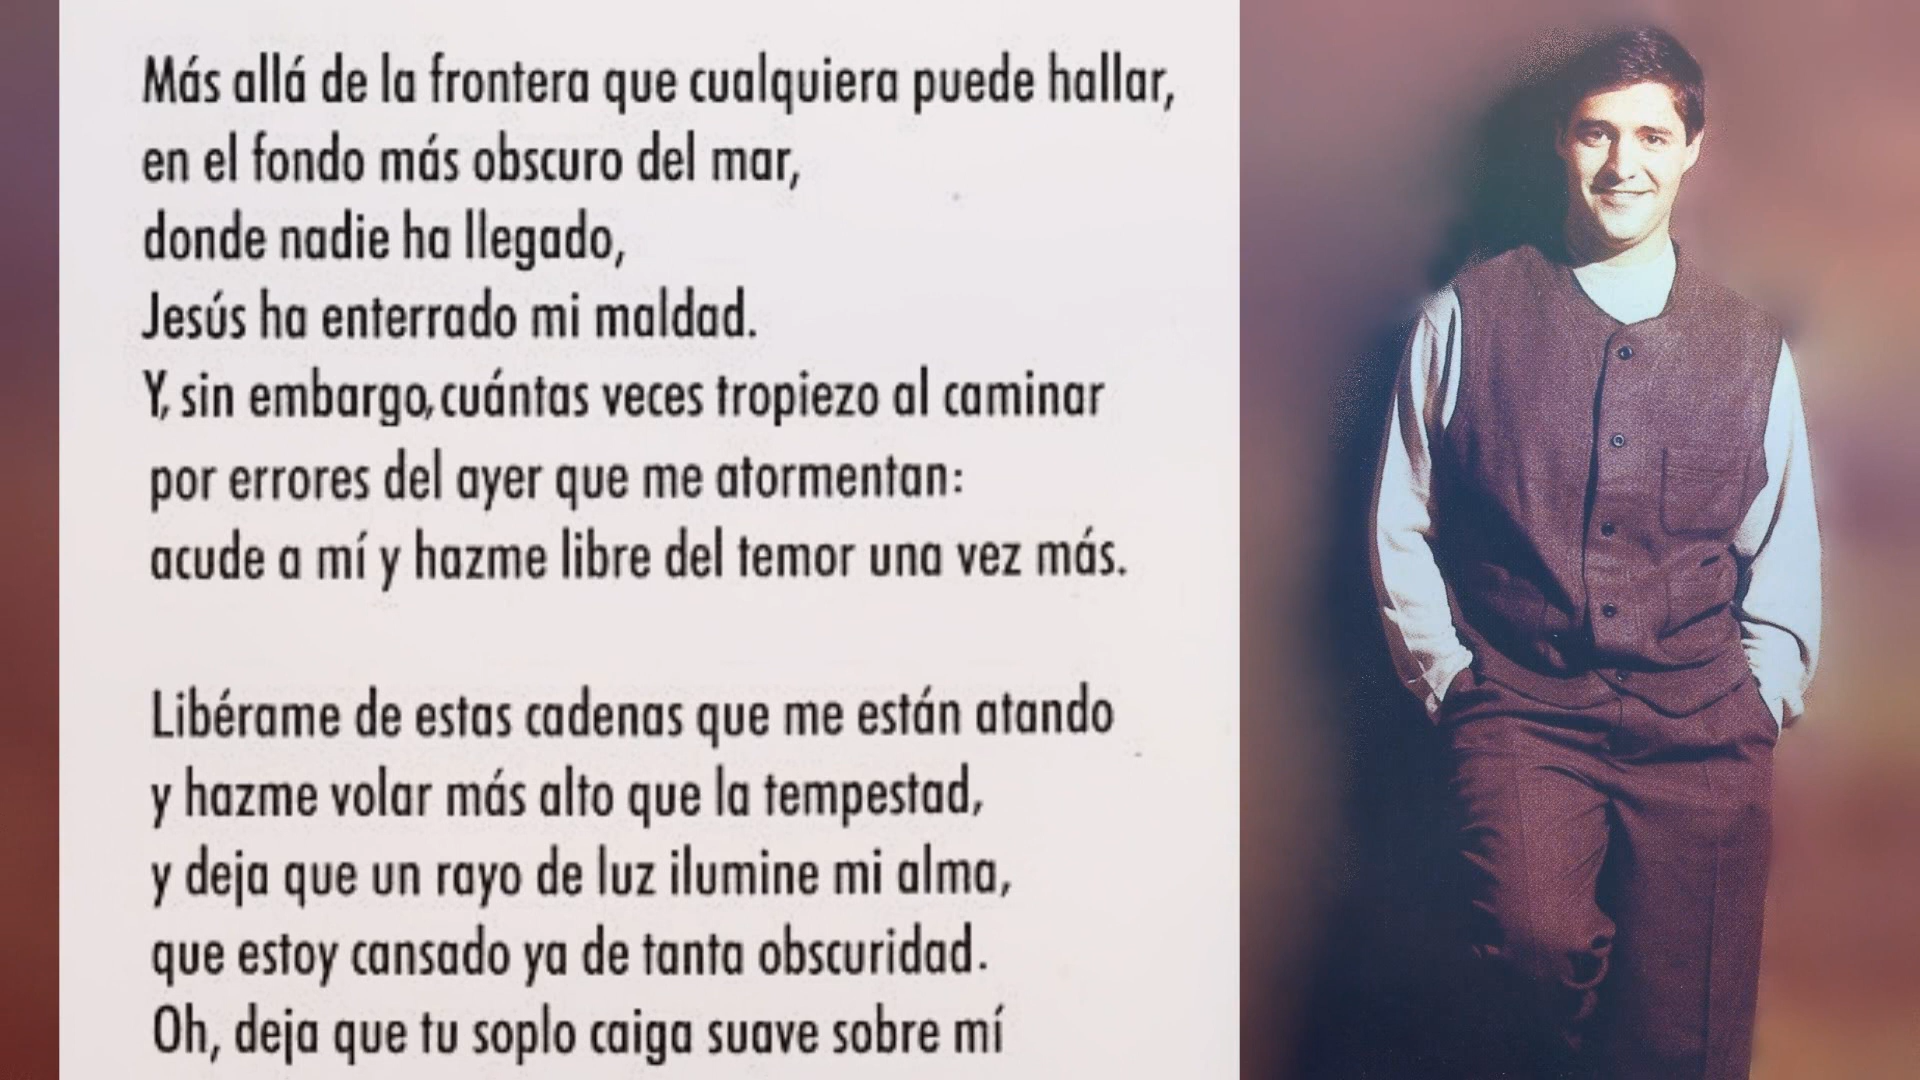 Más allá de la frontera que cualquiera puede hallar,
en el fondo más obscuro del mar,
donde nadie ha llegado,
Jesús ha enterrado mi maldad.
Y, sin embargo, cuántas veces tropiezo al caminar
por errores del ayer que me atormentan:
acude a mí y hazme libre del temor una vez más.

Libérame de estas cadenas que me están atando
y hazme volar más alto que la tempestad,
y deja que un rayo de luz ilumine mi alma,
que estoy cansado ya de tanta obscuridad.
Oh, deja que tu soplo caiga suave sobre mí